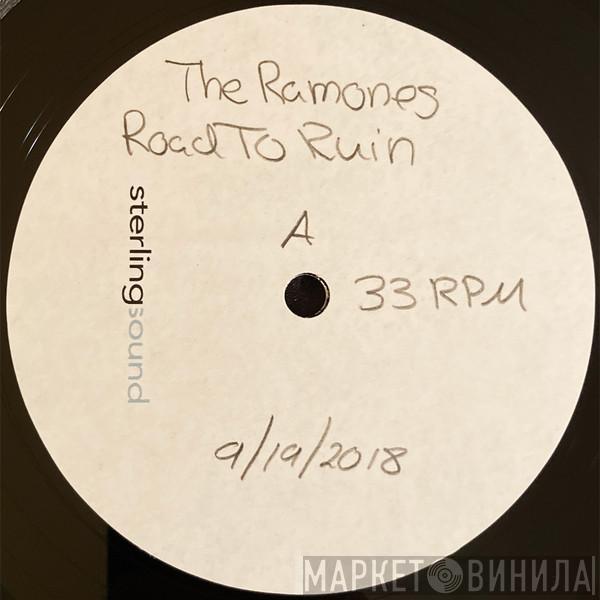 The Ramones
Road To Ruin
sterlingsound
A
33 RPM
9/19/2018
МАРКЕТ ВИНИЛА